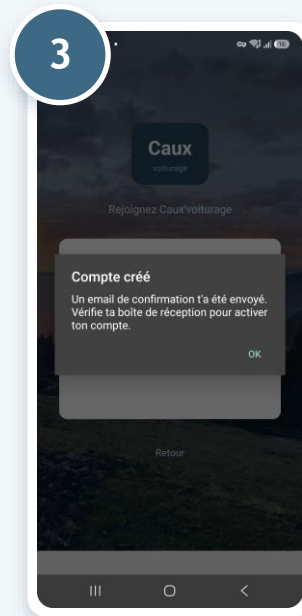 3
Caux
voiturage
Rejoignez Caux'voiturage
Compte créé
Un email de confirmation t'a été envoyé.
Vérifie ta boîte de réception pour activer
ton compte.
OK
Retour